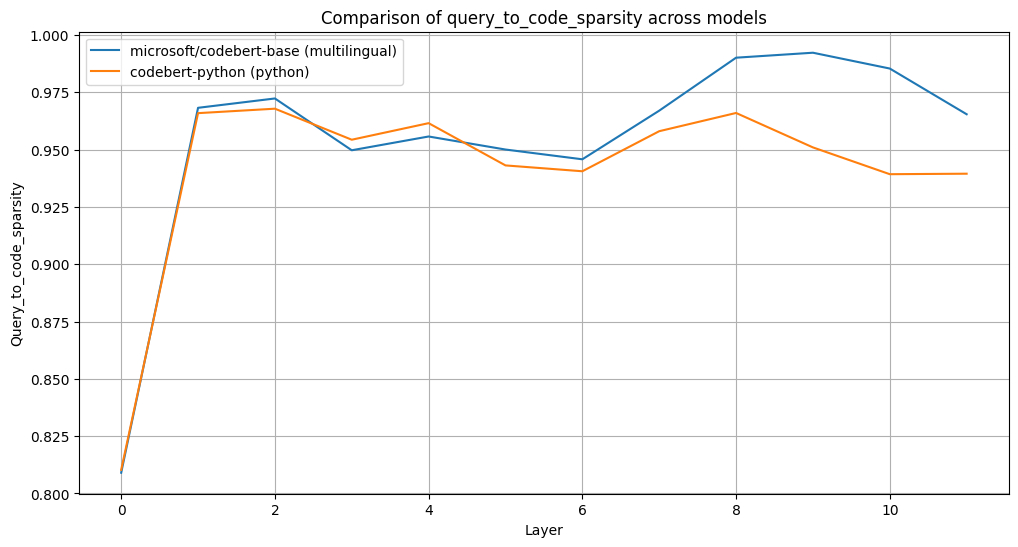 Comparison of query_to_code_sparsity across models
microsoft/codebert-base (multilingual)
codebert-python (python)
Query_to_code_sparsity
1.000
0.975
0.950
0.925
0.900
0.875
0.850
0.825
0.800
0 2 4 6 8 10
Layer